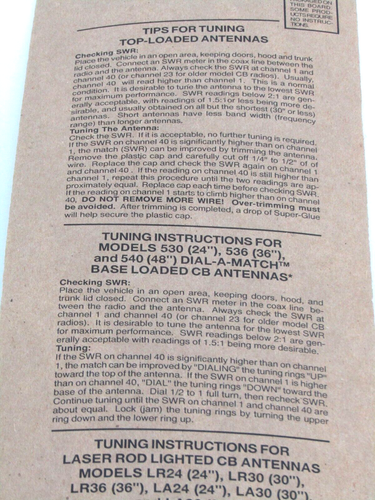 THIS BOARD.
SOME PROD-
UCTS REQUIRE
NO INSTRUC-
TIONS.
TIPS FOR TUNING
TOP-LOADED ANTENNAS
Checking SWR:
Place the vehicle in an open area, keeping doors, hood and trunk
lid closed. Connect an SWR meter in the coax line between the
radio and the antenna. Always check the SWR at channel 1 and
channel 40 (or channel 23 for older model CB radios). Usually,
channel 40 will read higher than channel 1. This is a normal
condition. It is desirable to tune the antenna to the lowest SWR
for maximum performance. SWR readings below 2:1 are gen-
erally acceptable, with readings of 1.5:1 or less being more de-
sirable, and usually obtained on all but the shortest (30" or less)
antennas. Short antennas have less band width (frequency
range) than longer antennas.
Tuning The Antenna:
Check the SWR. If it is acceptable, no further tuning is required.
If the SWR on channel 40 is significantly higher than on channel
1, the match (SWR) can be improved by trimming the antenna.
Remove the plastic cap and carefully cut off 1/4" to 1/2" of of
wire. Replace the cap and check the SWR again on channel 1
and channel 40. If the reading on channel 40 is still higher than
channel 1, repeat this procedure until the two readings are ap-
proximately equal. Replace cap each time before checking SWR.
If the reading on channel 1 starts to climb higher than on channel
40, DO NOT REMOVE MORE WIRE! Over-trimming must
be avoided. After trimming is completed, a drop of Super-Glue
will help secure the plastic cap.
TUNING INSTRUCTIONS FOR
MODELS 530 (24"), 536 (36"),
and 540 (48") DIAL-A-MATCH™
BASE LOADED CB ANTENNAS*
Checking SWR:
Place the vehicle in an open area, keeping doors, hood, and
trunk lid closed. Connect an SWR meter in the coax line be-
tween the radio and the antenna. Always check the SWR at
channel 1 and channel 40 (or channel 23 for older model CB
radios). It is desirable to tune the antenna for the lowest SWR
for maximum performance. SWR readings below 2:1 are gen-
erally acceptable with readings of 1.5:1 being more desirable.
Tuning:
If the SWR on channel 40 is significantly higher than on channel
1, the match can be improved by "DIALING" the tuning rings "UP"
toward the top of the antenna. If the SWR on channel 1 is higher
than on channel 40, "DIAL" the tuning rings "DOWN" toward the
base of the antenna. Dial 1/2 to 1 full turn, then recheck SWR.
Continue tuning until the SWR on channel 1 and channel 40 are
about equal. Lock (jam) the tuning rings by turning the upper
ring down and the lower ring up.
TUNING INSTRUCTIONS FOR
LASER ROD LIGHTED CB ANTENNAS
MODELS LR24 (24"), LR30 (30"),
LR36 (36"), LA24 (24"), LA30 (30")